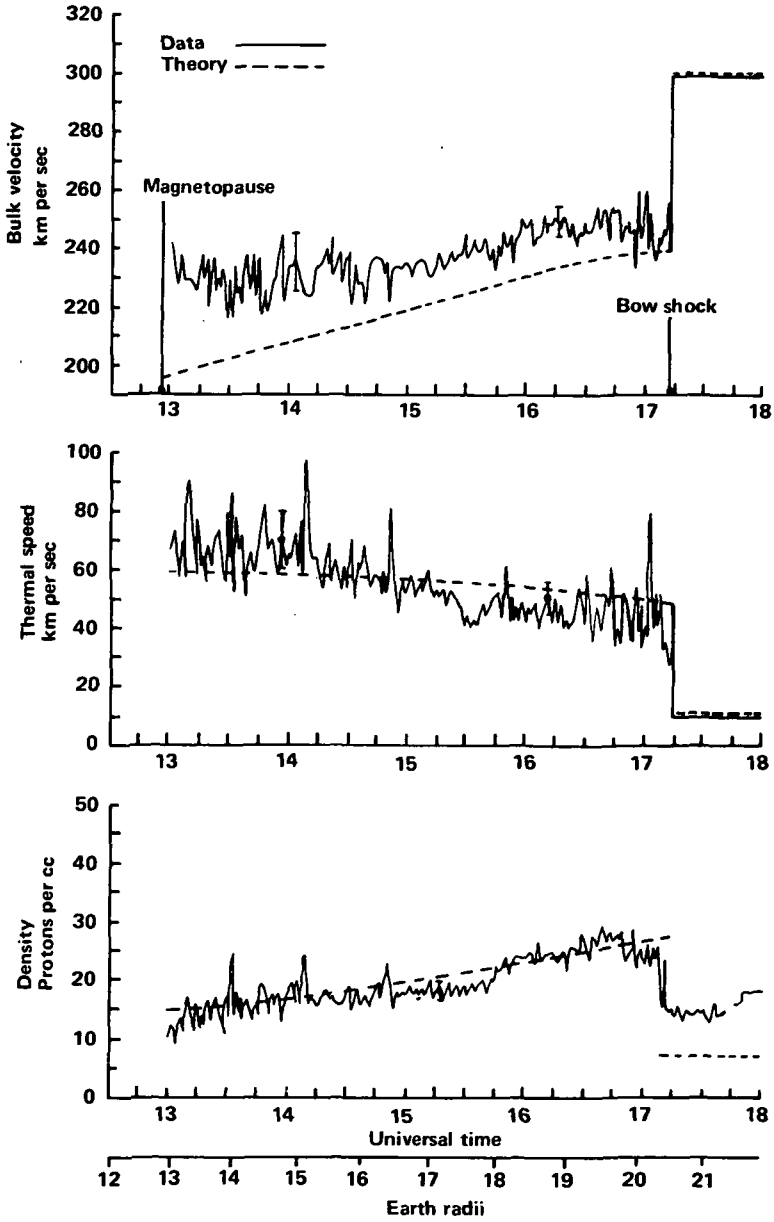 320
300
280
260
240
220
200
Bulk velocity
km per sec
Data
Theory
Magnetopause
Bow shock
13 14 15 16 17 18
100
80
60
40
20
0
Thermal speed
km per sec
13 14 15 16 17 18
50
40
30
20
10
0
Density
Protons per cc
13 14 15 16 17 18
Universal time
12 13 14 15 16 17 18 19 20 21
Earth radii